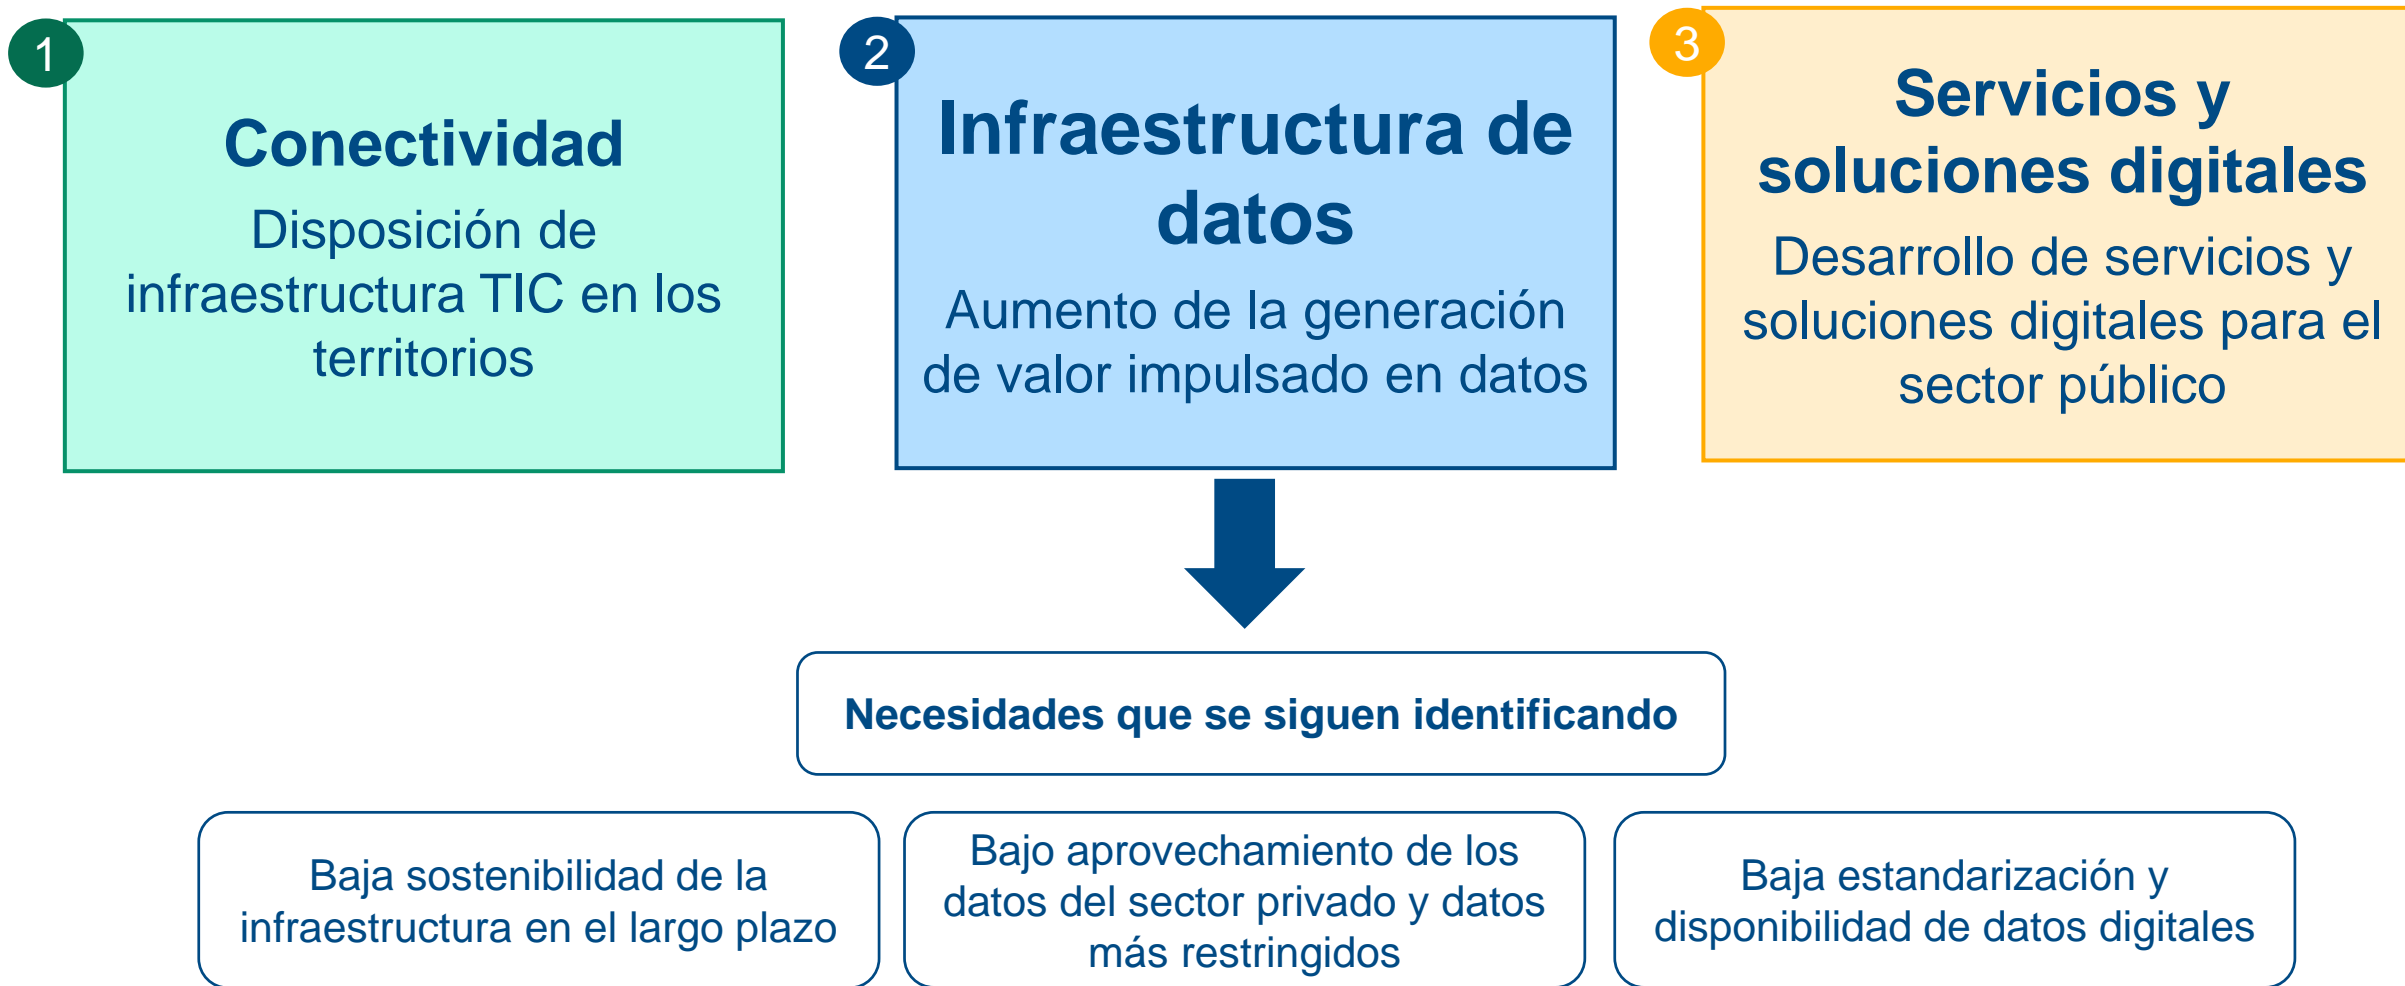 1
Conectividad
Disposición de
infraestructura TIC en los
territorios
2
Infraestructura de
datos
Aumento de la generación
de valor impulsado en datos
3
Servicios y
soluciones digitales
Desarrollo de servicios y
soluciones digitales para el
sector público
Necesidades que se siguen identificando
Baja sostenibilidad de la
infraestructura en el largo plazo
Bajo aprovechamiento de los
datos del sector privado y datos
más restringidos
Baja estandarización y
disponibilidad de datos digitales